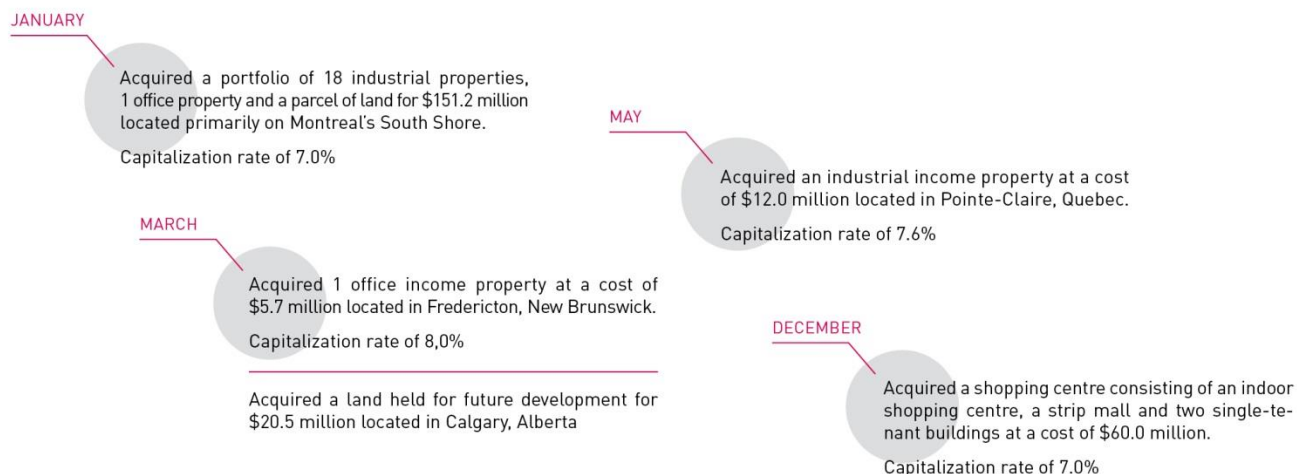 JANUARY
Acquired a portfolio of 18 industrial properties,
1 office property and a parcel of land for $151.2 million
located primarily on Montreal's South Shore.
Capitalization rate of 7.0%
MARCH
Acquired 1 office income property at a cost of
$5.7 million located in Fredericton, New Brunswick.
Capitalization rate of 8,0%
Acquired a land held for future development for
$20.5 million located in Calgary, Alberta
MAY
Acquired an industrial income property at a cost
of $12.0 million located in Pointe-Claire, Quebec.
Capitalization rate of 7.6%
DECEMBER
Acquired a shopping centre consisting of an indoor
shopping centre, a strip mall and two single-te-
nant buildings at a cost of $60.0 million.
Capitalization rate of 7.0%